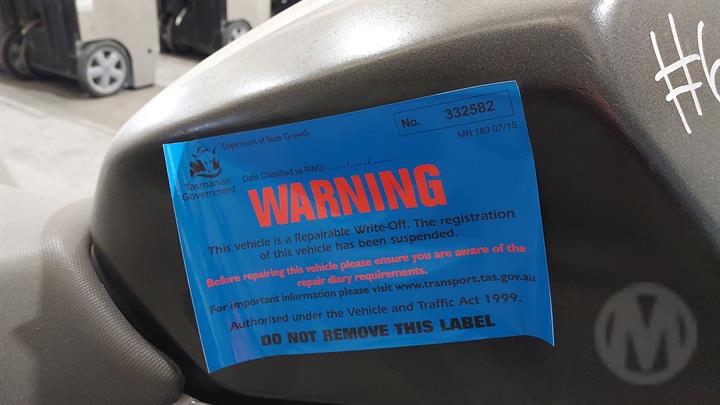 Department of State Growth
No. 332582
MR 183 07/15
Tasmanian
Government
Date Classified as RWO:
WARNING
This vehicle is a Repairable Write-Off. The registration
of this vehicle has been suspended.
Before repairing this vehicle please ensure you are aware of the
repair diary requirements.
For important information please visit www.transport.tas.gov.au
Authorised under the Vehicle and Traffic Act 1999.
DO NOT REMOVE THIS LABEL
M